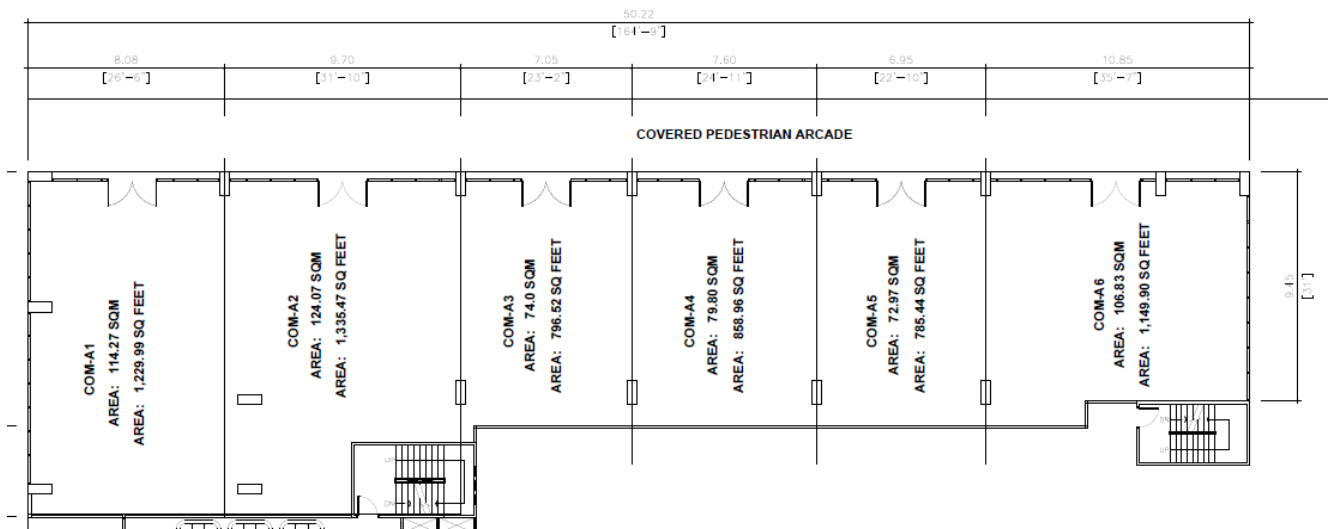 50.22
[164'-9"]
8.08
[26'-6"]
9.70
[31'-10"]
7.05
[23'-2"]
7.60
[24'-11"]
6.95
[22'-10"]
10.85
[35'-7"]
COVERED PEDESTRIAN ARCADE
COM-A1
AREA: 114.27 SQM
AREA: 1,229.99 SQ FEET
COM-A2
AREA: 124.07 SQM
AREA: 1,335.47 SQ FEET
COM-A3
AREA: 74.0 SQM
AREA: 796.52 SQ FEET
COM-A4
AREA: 79.80 SQM
AREA: 858.96 SQ FEET
COM-A5
AREA: 72.97 SQM
AREA: 785.44 SQ FEET
COM-A6
AREA: 106.83 SQM
AREA: 1,149.90 SQ FEET
9.45
[31]
UP
DN
DN
UP